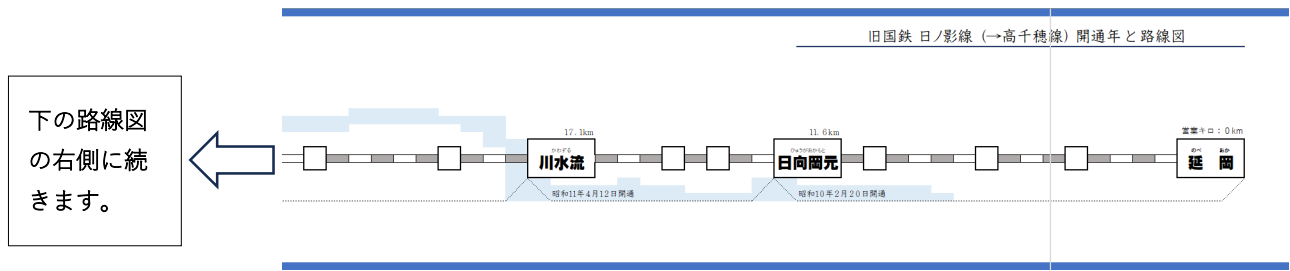 旧国鉄 日ノ影線 (→高千穂線) 開通年と路線図
下の路線図
の右側に続
きます。
17.1km
かわずる
川水流
11.6km
ひゅうがおかもと
日向岡元
営業キロ：0km
のべ おか
延 岡
昭和11年4月12日開通
昭和10年2月20日開通